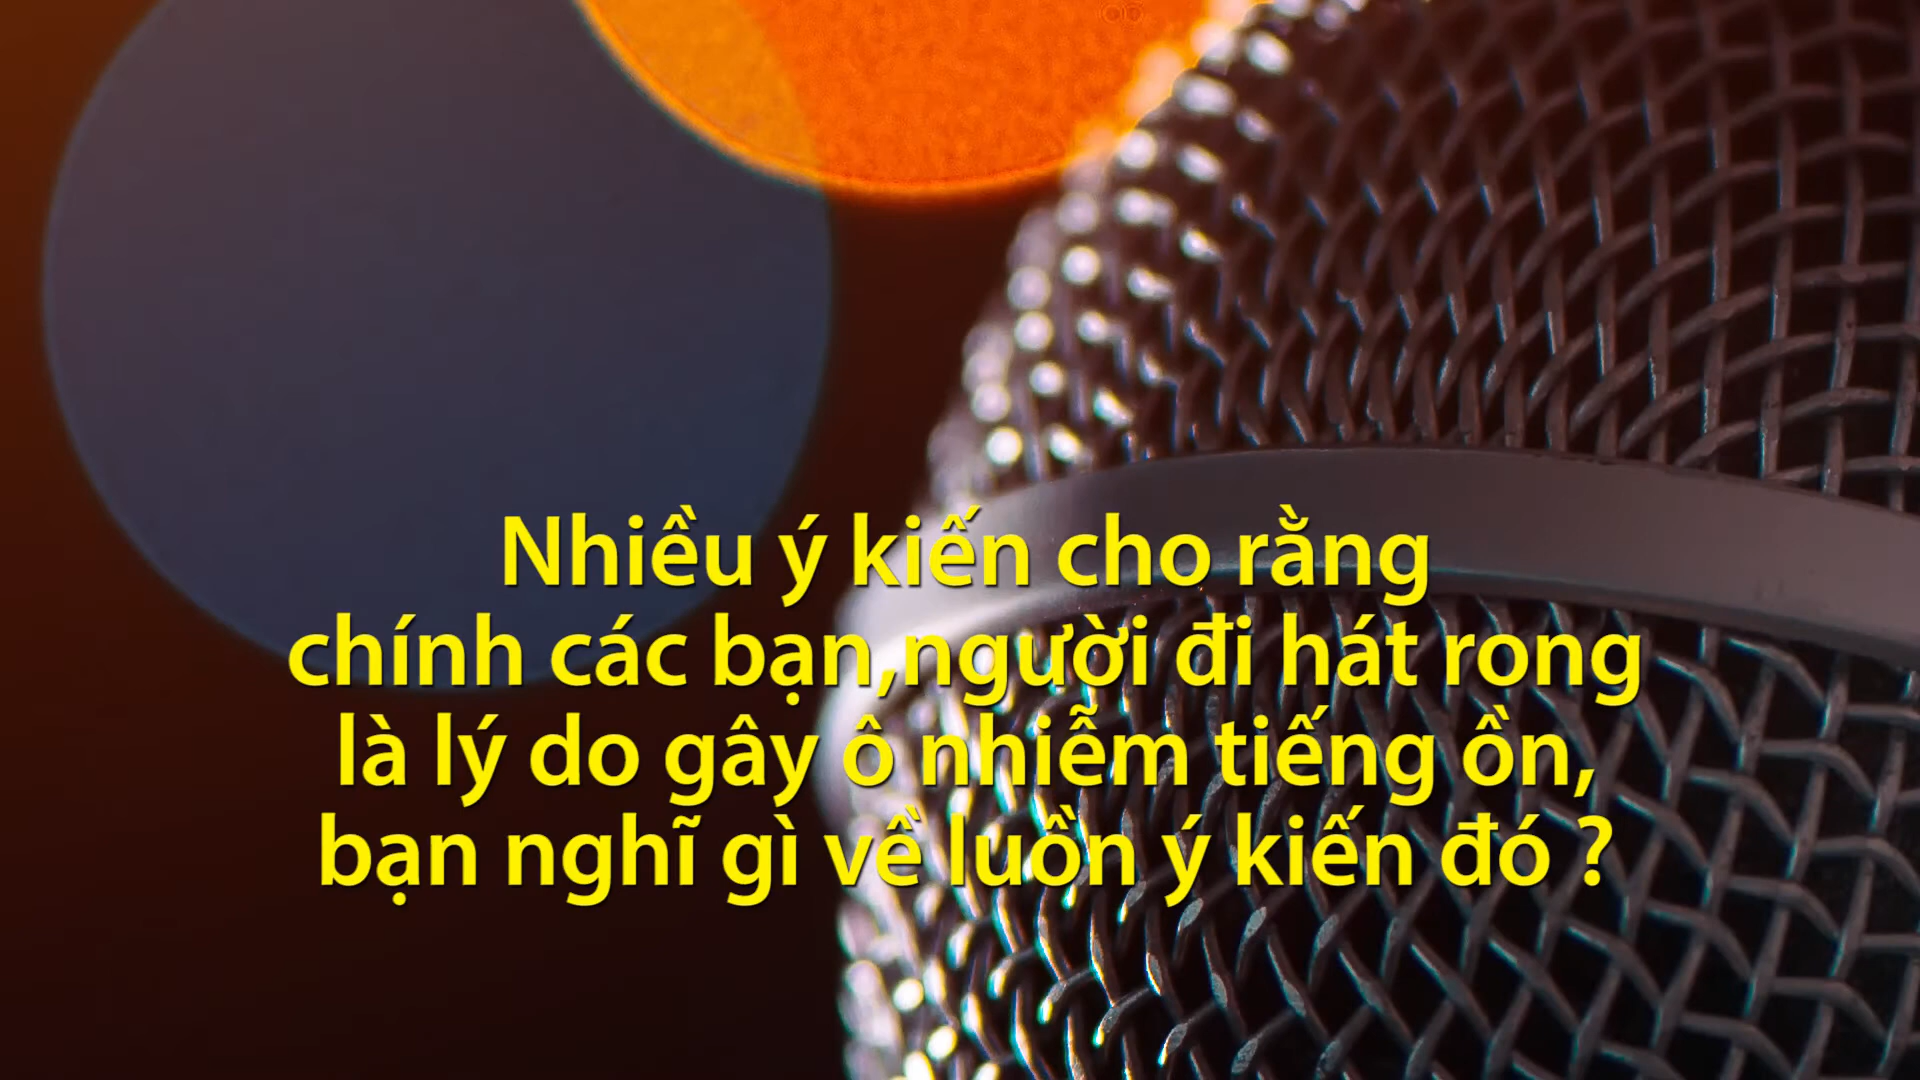 Nhiều ý kiến cho rằng
chính các bạn,người đi hát rong
là lý do gây ô nhiễm tiếng ồn,
bạn nghĩ gì về luồn ý kiến đó ?